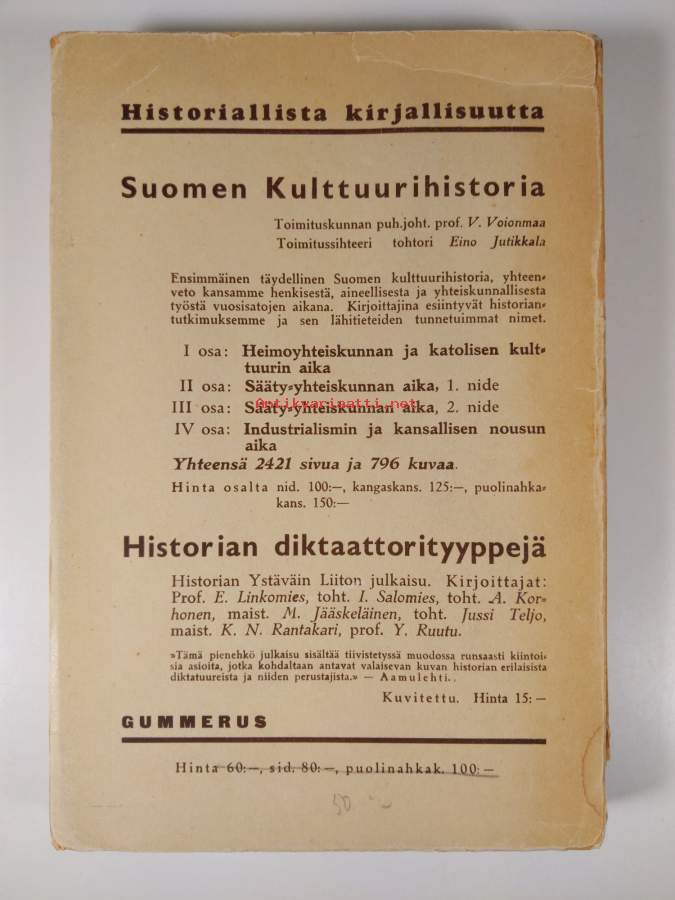 Historiallista kirjallisuutta
Suomen Kulttuurihistoria
Toimituskunnan puh.joht. prof. V. Voionmaa
Toimitussihteeri tohtori Eino Jutikkala
Ensimmäinen täydellinen Suomen kulttuurihistoria, yhteen-
veto kansamme henkisestä, aineellisesta ja yhteiskunnallisesta
työstä vuosisatojen aikana. Kirjoittajina esiintyvät historian-
tutkimuksemme ja sen lähitieteiden tunnetuimmat nimet.
I osa: Heimoyhteiskunnan ja katolisen kult-
tuurin aika
II osa: Sääty-yhteiskunnan aika, 1. nide
Antikvariaatti.net
III osa: Sääty-yhteiskunnan aika, 2. nide
IV osa: Industrialismin ja kansallisen nousun
aika
Yhteensä 2421 sivua ja 796 kuvaa.
Hinta osalta nid. 100:—, kangaskans. 125:—, puolinahka-
kans. 150:—
Historian diktaattorityyppejä
Historian Ystäväin Liiton julkaisu. Kirjoittajat:
Prof. E. Linkomies, toht. I. Salomies, toht. A. Kor-
honen, maist. M. Jääskeläinen, toht. Jussi Teljo,
maist. K. N. Rantakari, prof. Y. Ruutu.
»Tämä pienehkö julkaisu sisältää tiivistetyssä muodossa runsaasti kiintoi-
sia asioita, jotka kohdaltaan antavat valaisevan kuvan historian erilaisista
diktatuureista ja niiden perustajista.» — Aamulehti..
Kuvitettu. Hinta 15:—
GUMMERUS
Hinta 60:—, sid. 80:—, puolinahkak. 100:—
50:—